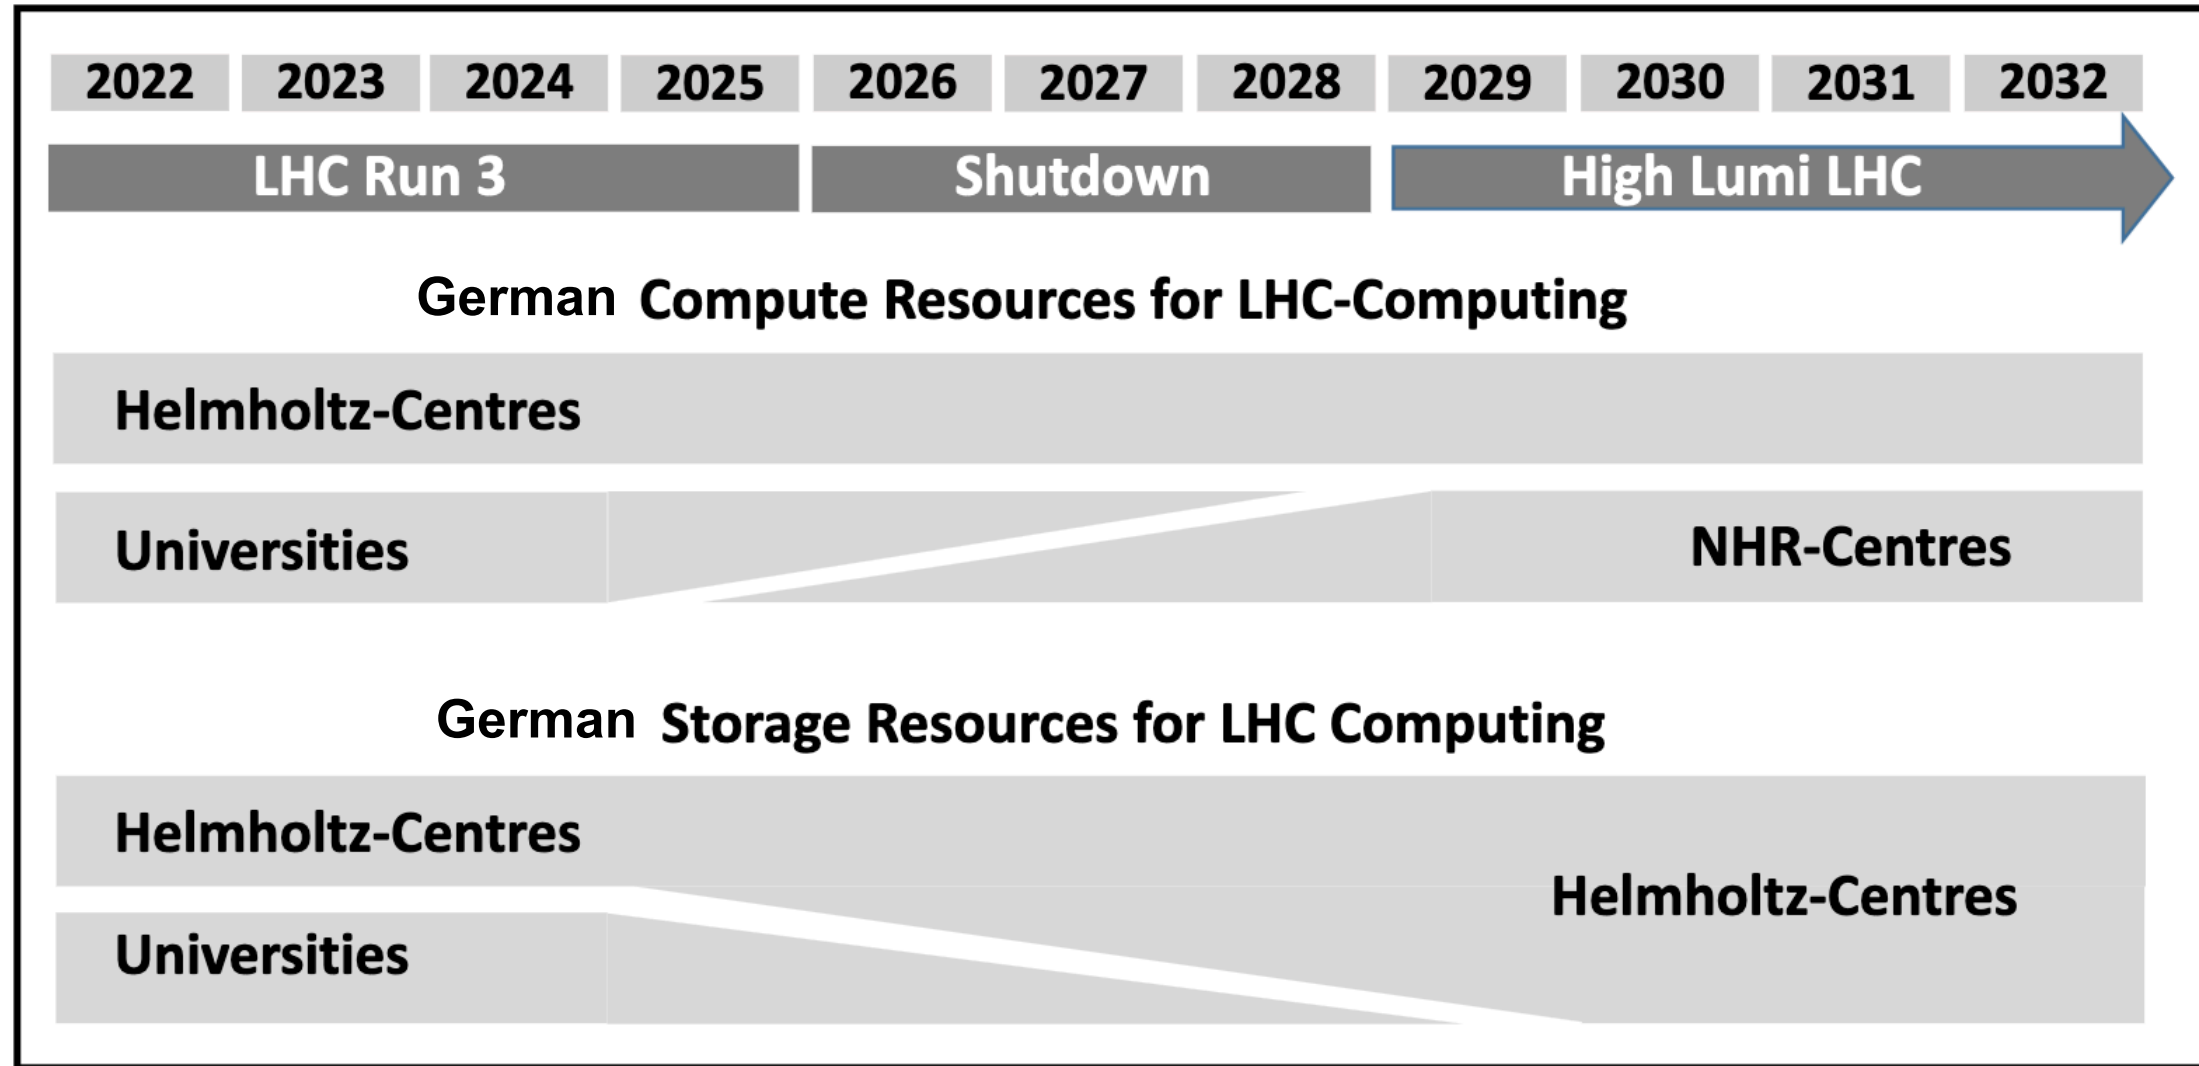 2022 2023 2024 2025 2026 2027 2028 2029 2030 2031 2032
LHC Run 3 Shutdown High Lumi LHC
German Compute Resources for LHC-Computing
Helmholtz-Centres
Universities NHR-Centres
German Storage Resources for LHC Computing
Helmholtz-Centres
Helmholtz-Centres
Universities